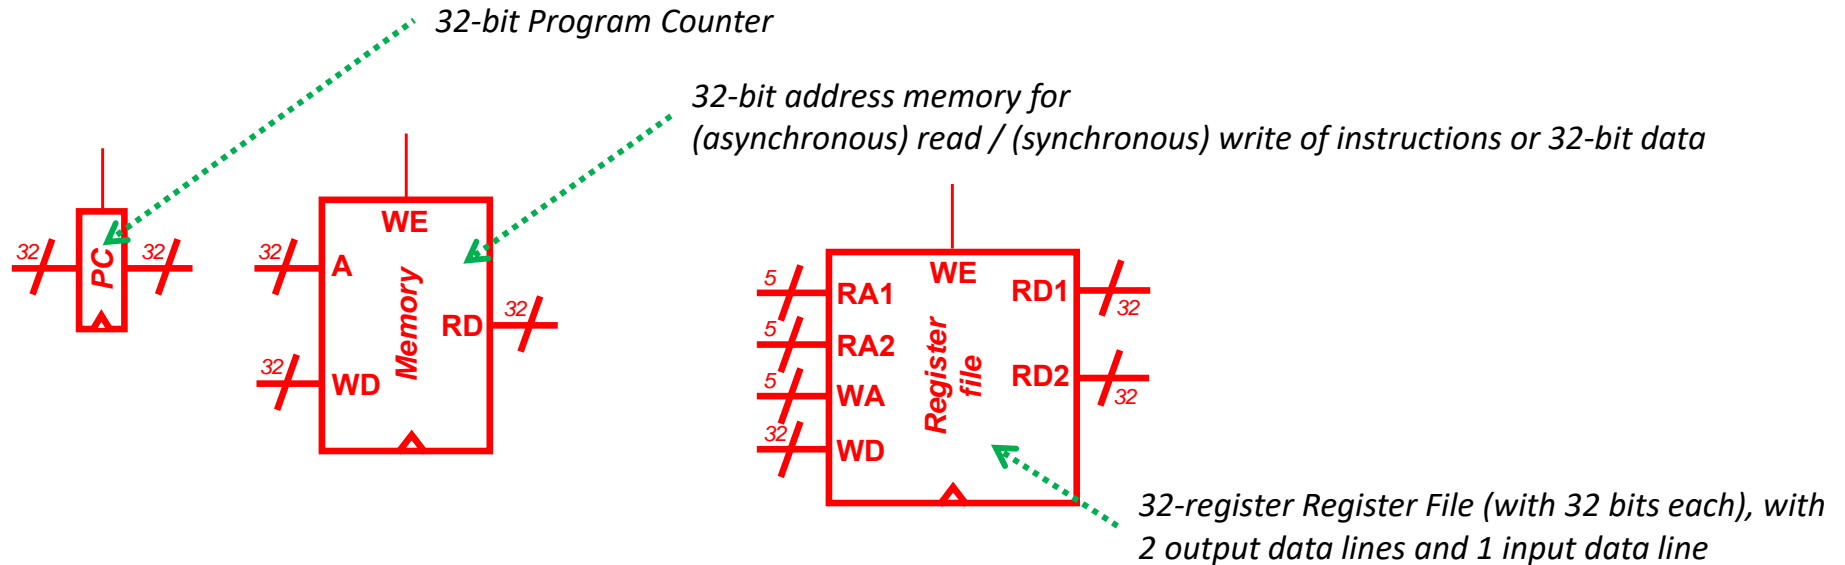 32-bit Program Counter
32-bit address memory for
(asynchronous) read / (synchronous) write of instructions or 32-bit data
32
PC
32
WE
32
A
Memory
32
RD
32
WD
WE
5
RA1
RD1
32
5
RA2
Register
file
5
WA
RD2
32
32
WD
32-register Register File (with 32 bits each), with
2 output data lines and 1 input data line